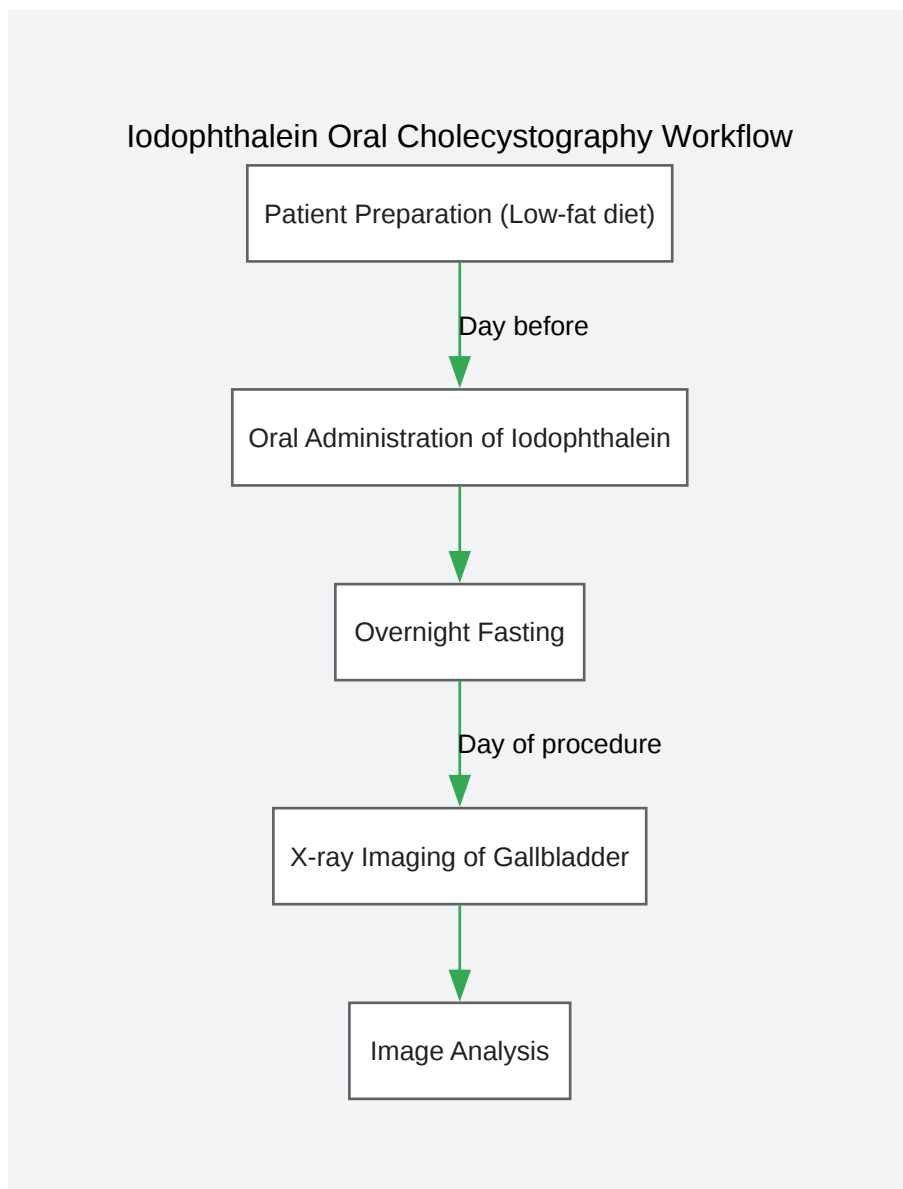 Iodophthalein Oral Cholecystography Workflow
Patient Preparation (Low-fat diet)
Day before
Oral Administration of Iodophthalein
Overnight Fasting
Day of procedure
X-ray Imaging of Gallbladder
Image Analysis